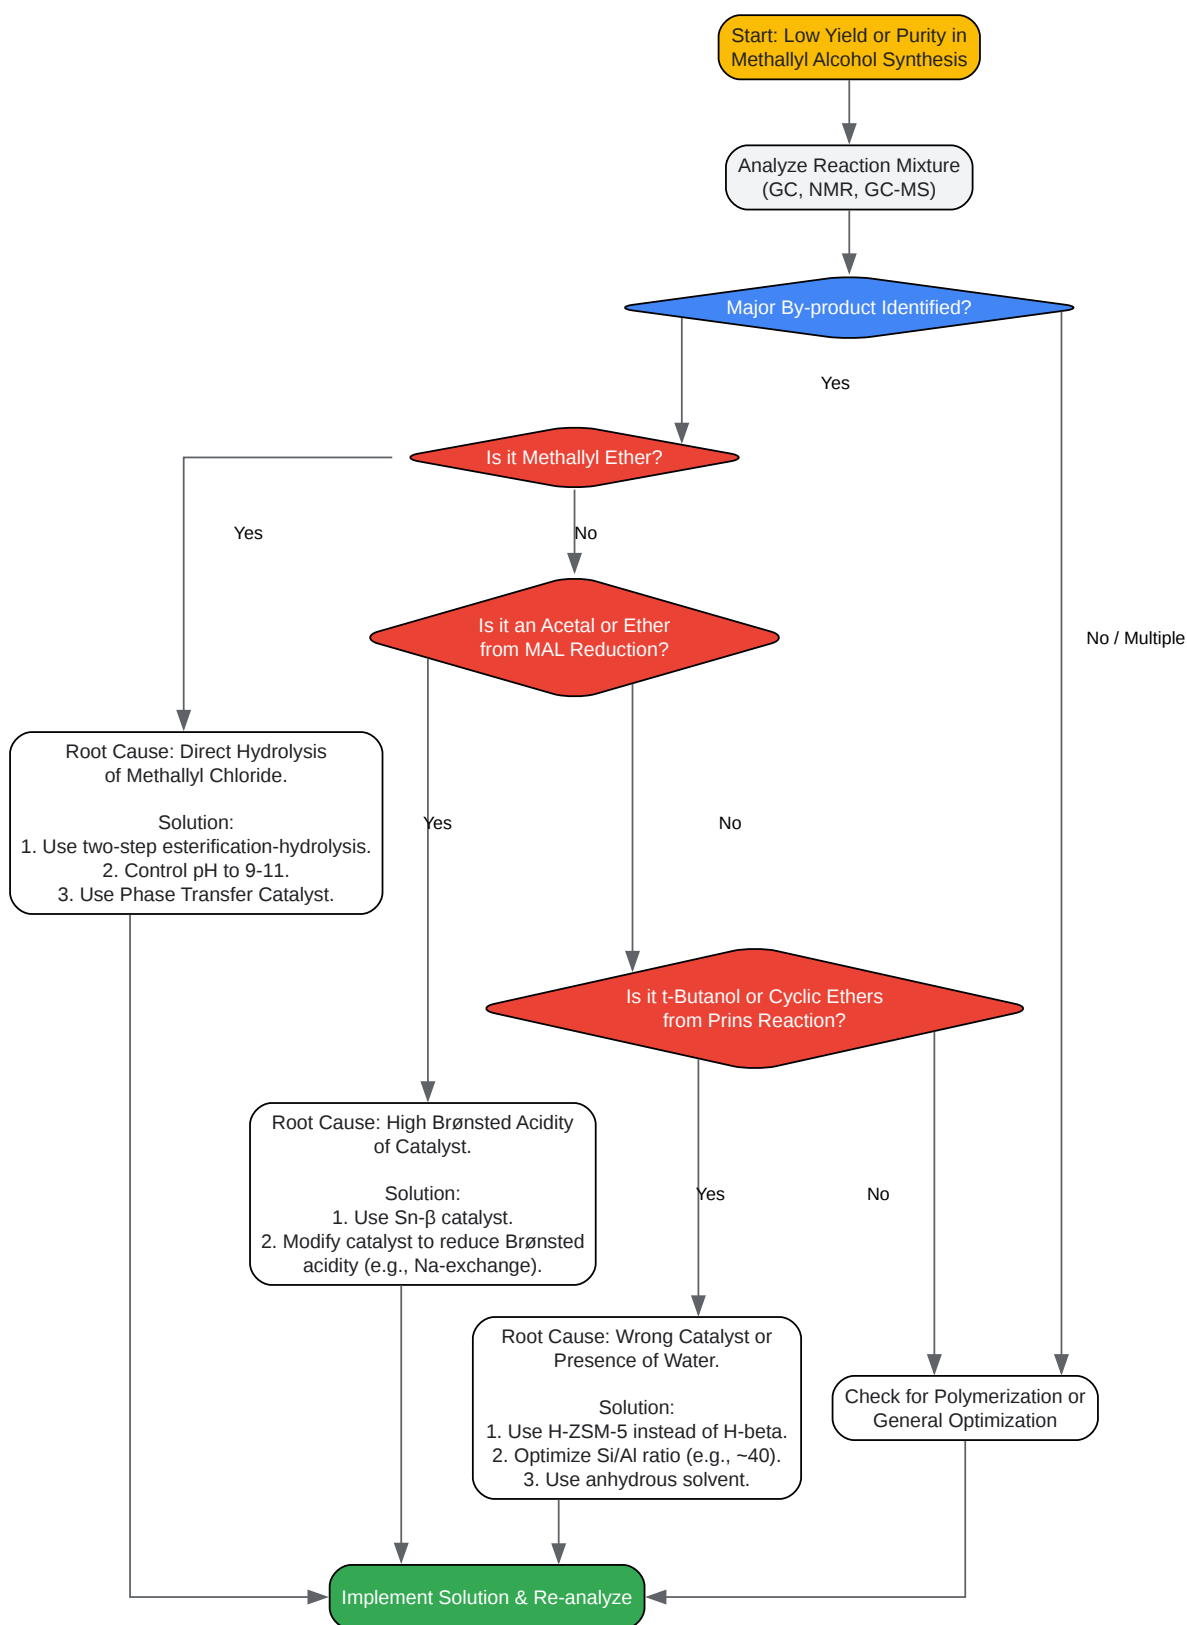 Start: Low Yield or Purity in
Methallyl Alcohol Synthesis
Analyze Reaction Mixture
(GC, NMR, GC-MS)
Major By-product Identified?
Yes
Is it Methallyl Ether?
Yes
No
Is it an Acetal or Ether
from MAL Reduction?
No / Multiple
Root Cause: Direct Hydrolysis
of Methallyl Chloride.
Solution:
1. Use two-step esterification-hydrolysis.
2. Control pH to 9-11.
3. Use Phase Transfer Catalyst.
Yes
No
Is it t-Butanol or Cyclic Ethers
from Prins Reaction?
Root Cause: High Brønsted Acidity
of Catalyst.
Solution:
1. Use Sn-β catalyst.
2. Modify catalyst to reduce Brønsted
acidity (e.g., Na-exchange).
Yes
No
Root Cause: Wrong Catalyst or
Presence of Water.
Solution:
1. Use H-ZSM-5 instead of H-beta.
2. Optimize Si/Al ratio (e.g., ~40).
3. Use anhydrous solvent.
Check for Polymerization or
General Optimization
Implement Solution & Re-analyze